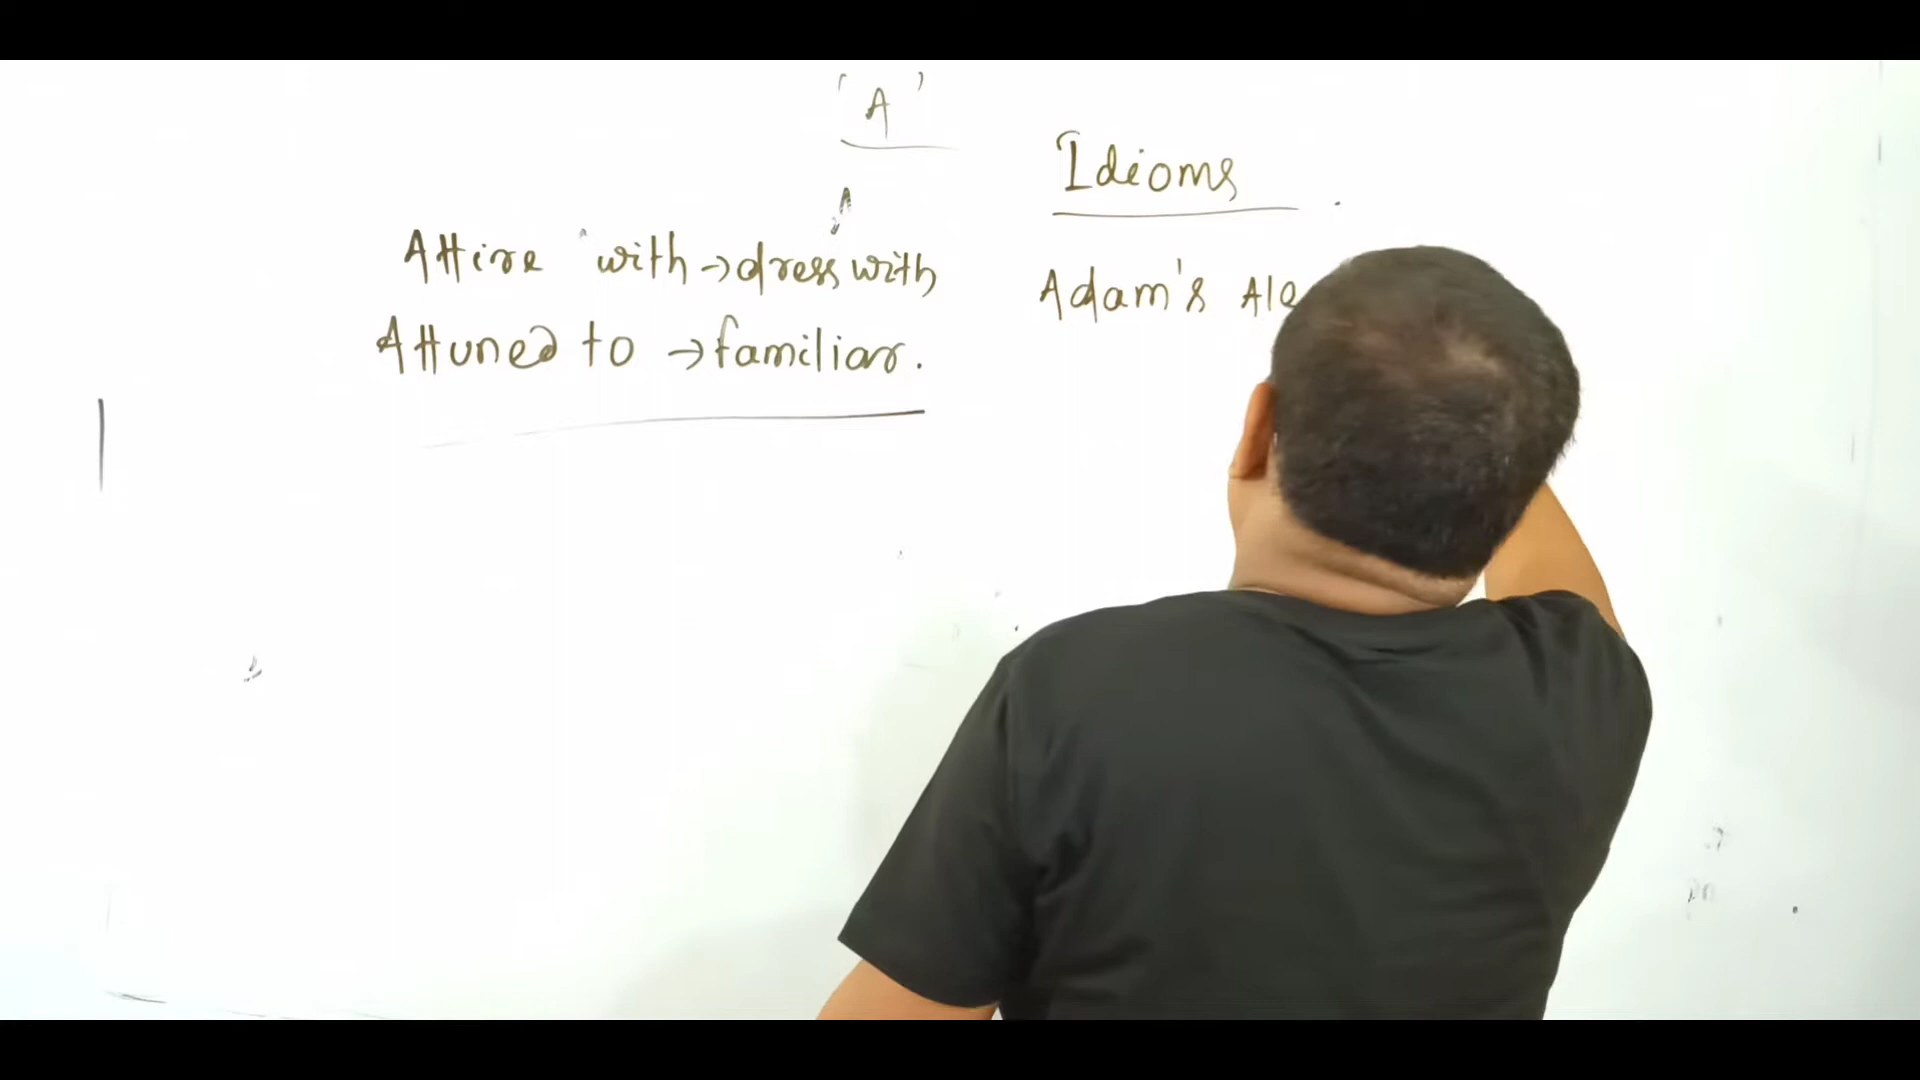 'A'
Attire with → dress with
Attuned to → familiar.
Idioms
Adam's Ale